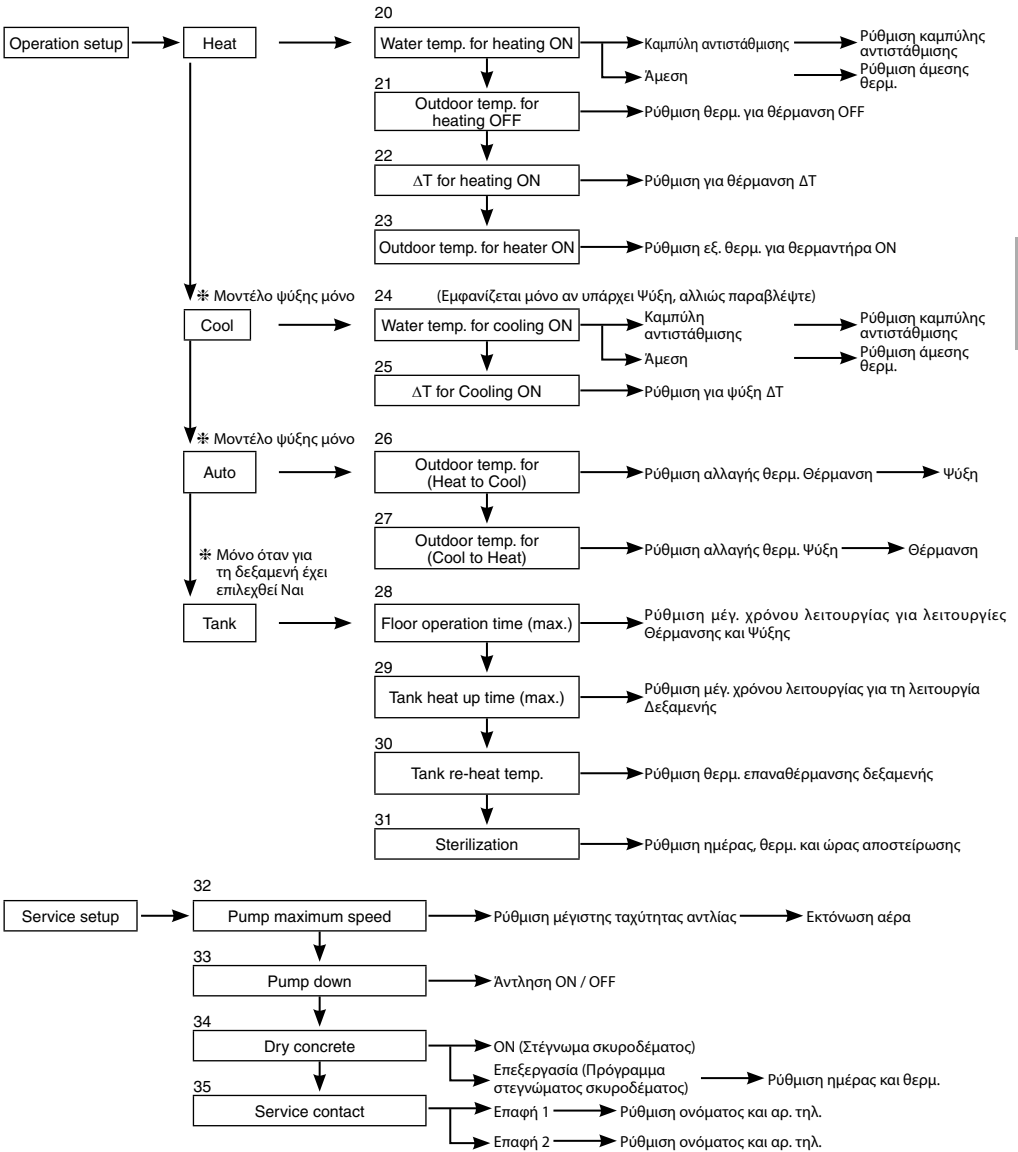 20
Operation setup
Heat
Water temp. for heating ON
Καμπύλη αντιστάθμισης
Ρύθμιση καμπύλης
αντιστάθμισης
Άμεση
Ρύθμιση άμεσης
θερμ.
21
Outdoor temp. for
heating OFF
Ρύθμιση θερμ. για θέρμανση OFF
22
ΔT for heating ON
Ρύθμιση για θέρμανση ΔΤ
23
Outdoor temp. for heater ON
Ρύθμιση εξ. θερμ. για θερμαντήρα ON
❉ Μοντέλο ψύξης μόνο
24
(Εμφανίζεται μόνο αν υπάρχει Ψύξη, αλλιώς παραβλέψτε)
Cool
Water temp. for cooling ON
Καμπύλη
αντιστάθμισης
Ρύθμιση καμπύλης
αντιστάθμισης
Άμεση
Ρύθμιση άμεσης
θερμ.
25
ΔT for Cooling ON
Ρύθμιση για ψύξη ΔΤ
❉ Μοντέλο ψύξης μόνο
26
Auto
Outdoor temp. for
(Heat to Cool)
Ρύθμιση αλλαγής θερμ. Θέρμανση
Ψύξη
27
Outdoor temp. for
(Cool to Heat)
Ρύθμιση αλλαγής θερμ. Ψύξη
Θέρμανση
❉ Μόνο όταν για
τη δεξαμενή έχει
επιλεχθεί Ναι
28
Tank
Floor operation time (max.)
Ρύθμιση μέγ. χρόνου λειτουργίας για λειτουργίες
Θέρμανσης και Ψύξης
29
Tank heat up time (max.)
Ρύθμιση μέγ. χρόνου λειτουργίας για τη λειτουργία
Δεξαμενής
30
Tank re-heat temp.
Ρύθμιση θερμ. επαναθέρμανσης δεξαμενής
31
Sterilization
Ρύθμιση ημέρας, θερμ. και ώρας αποστείρωσης
32
Service setup
Pump maximum speed
Ρύθμιση μέγιστης ταχύτητας αντλίας
Εκτόνωση αέρα
33
Pump down
Άντληση ON / OFF
34
Dry concrete
ON (Στέγνωμα σκυροδέματος)
Επεξεργασία (Πρόγραμμα
στεγνώματος σκυροδέματος)
Ρύθμιση ημέρας και θερμ.
35
Service contact
Επαφή 1
Ρύθμιση ονόματος και αρ. τηλ.
Επαφή 2
Ρύθμιση ονόματος και αρ. τηλ.